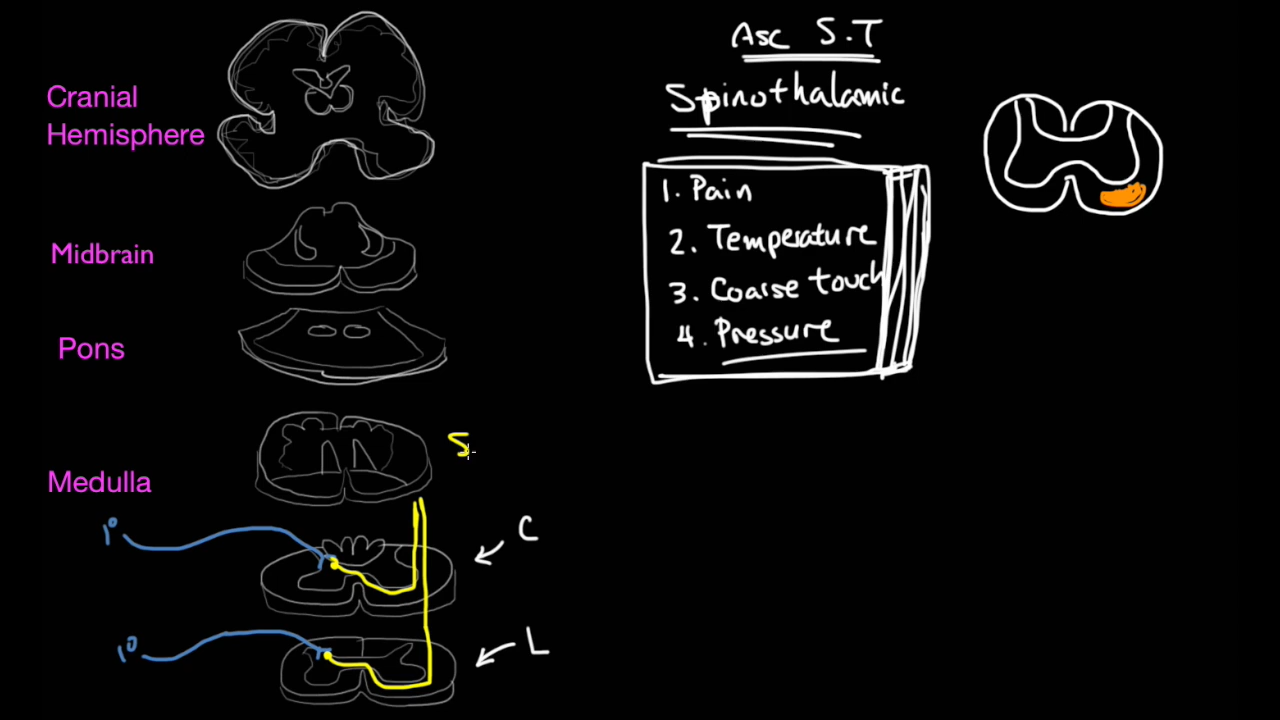 Cranial
Hemisphere
Midbrain
Pons
Medulla
1°
1°
S
C
L
Asc S.T
Spinothalamic
1. Pain
2. Temperature
3. Coarse touch
4. Pressure